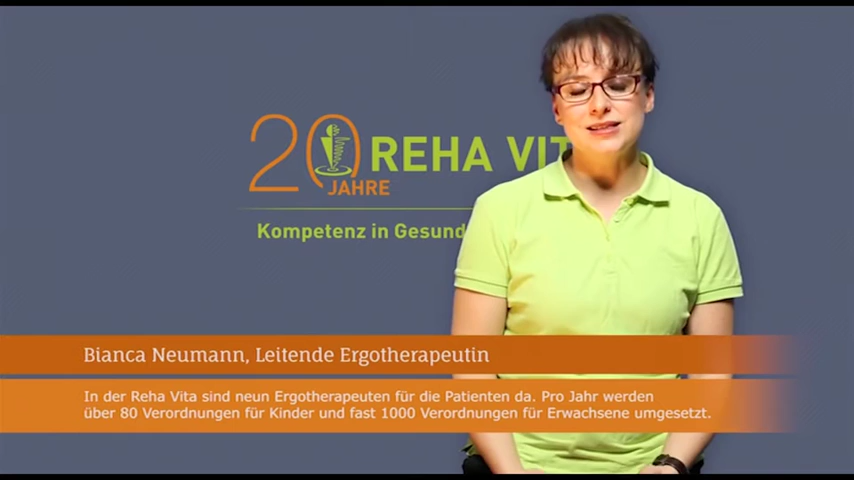 20 JAHRE REHA VIT
Kompetenz in Gesund
Bianca Neumann, Leitende Ergotherapeutin
In der Reha Vita sind neun Ergotherapeuten für die Patienten da. Pro Jahr werden
über 80 Verordnungen für Kinder und fast 1000 Verordnungen für Erwachsene umgesetzt.